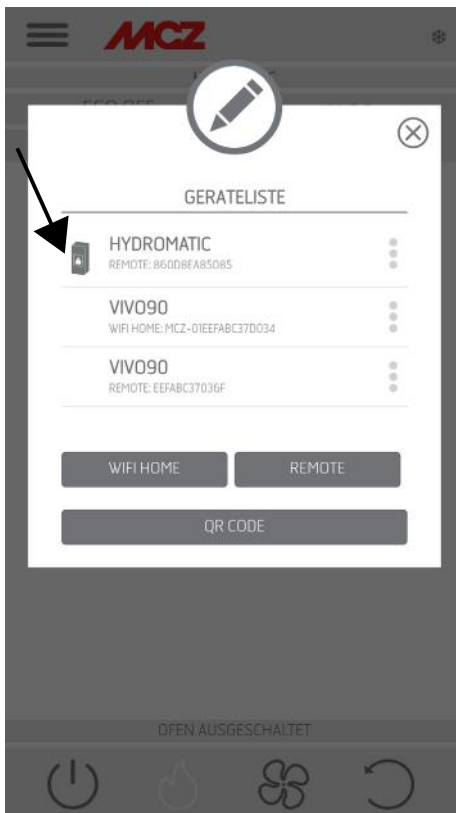 MCZ
GERATELISTE
HYDROMATIC
REMOTE: 860D8EA85085
VIVO90
WIFI HOME: MCZ-01EEFABC37D034
VIVO90
REMOTE: EEFABC37036F
WIFI HOME
REMOTE
QR CODE
OFEN AUSGESCHALTET